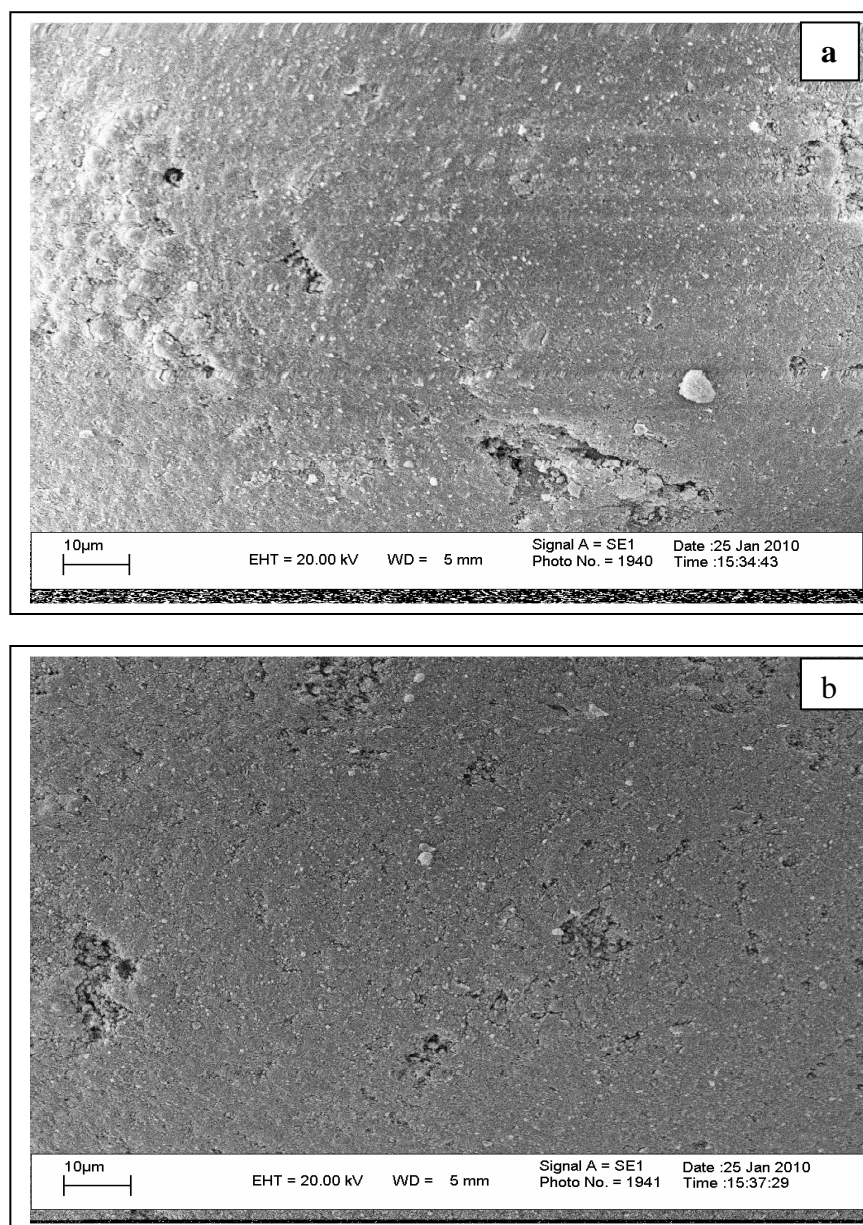 a
Signal A = SE1 Date :25 Jan 2010
10µm EHT = 20.00 kV WD = 5 mm Photo No. = 1940 Time :15:34:43
b
Signal A = SE1 Date :25 Jan 2010
10µm EHT = 20.00 kV WD = 5 mm Photo No. = 1941 Time :15:37:29